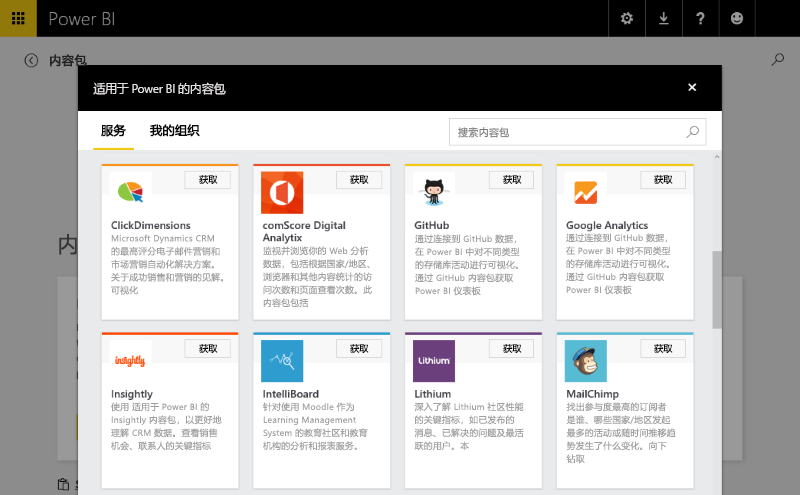 Power BI
?
内容包
适用于 Power BI 的内容包
服务
我的组织
搜索内容包
获取
ClickDimensions
Microsoft Dynamics CRM
的最高评分电子邮件营销和
市场营销自动化解决方案。
关于成功销售和营销的见解。
可视化
获取
comScore Digital
Analytix
监视并浏览你的 Web 分析
数据，包括根据国家/地区、
浏览器和其他内容统计的访
问次数和页面查看次数。此
内容包包括
获取
GitHub
通过连接到 GitHub 数据，
在 Power BI 中对不同类型
的存储库活动进行可视化。
通过 GitHub 内容包获取
Power BI 仪表板
获取
Google Analytics
通过连接到 GitHub 数据，
在 Power BI 中对不同类型
的存储库活动进行可视化。
通过 GitHub 内容包获取
Power BI 仪表板
insightly
获取
Insightly
使用 适用于 Power BI 的
Insightly 内容包，以更好地
理解 CRM 数据。查看销售
机会、联系人的关键指标
获取
IntelliBoard
针对使用 Moodle 作为
Learning Management
System 的教育社区和教育
机构的分析和报表服务。
Lithium
获取
Lithium
深入了解 Lithium 社区性能
的关键指标，如已发布的
消息、已解决的问题及最活
跃的用户。本
获取
MailChimp
找出参与度最高的订阅者
是谁、哪些国家/地区发起
最多的活动或随时间推移趋
势发生了什么变化。向下
钻取
内